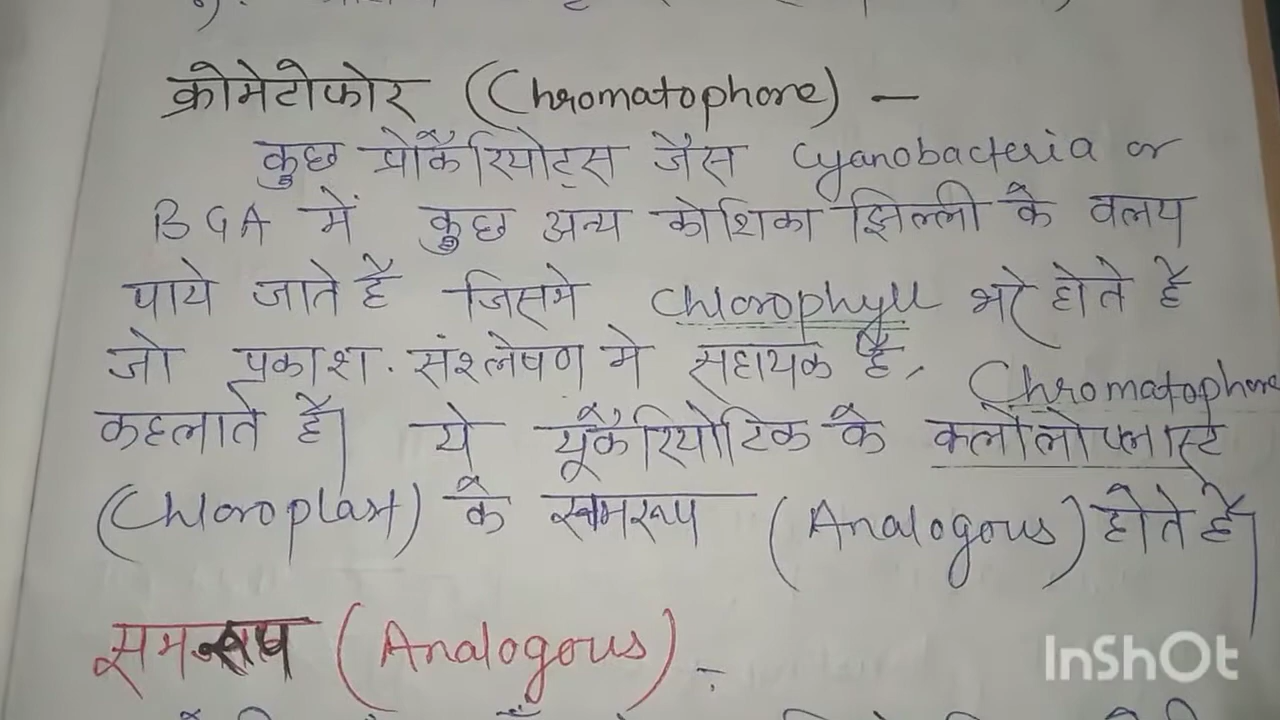 क्रोमेटोफोर (Chromatophore) —
कुछ प्रोकैरियोट्स जैसे Cyanobacteria or
BGA में कुछ अन्य कोशिका झिल्ली के वलय
पाये जाते है जिसमे Chlorophyll भरे होते है
जो प्रकाश. संश्लेषण मे सहायक है, Chromatophore
कहलाते है। ये यूकैरियोटिक के क्लोलोप्लास्ट
(Chloroplast) के समरूप (Analogous) होते है।
समरूप (Analogous) -
InShOt